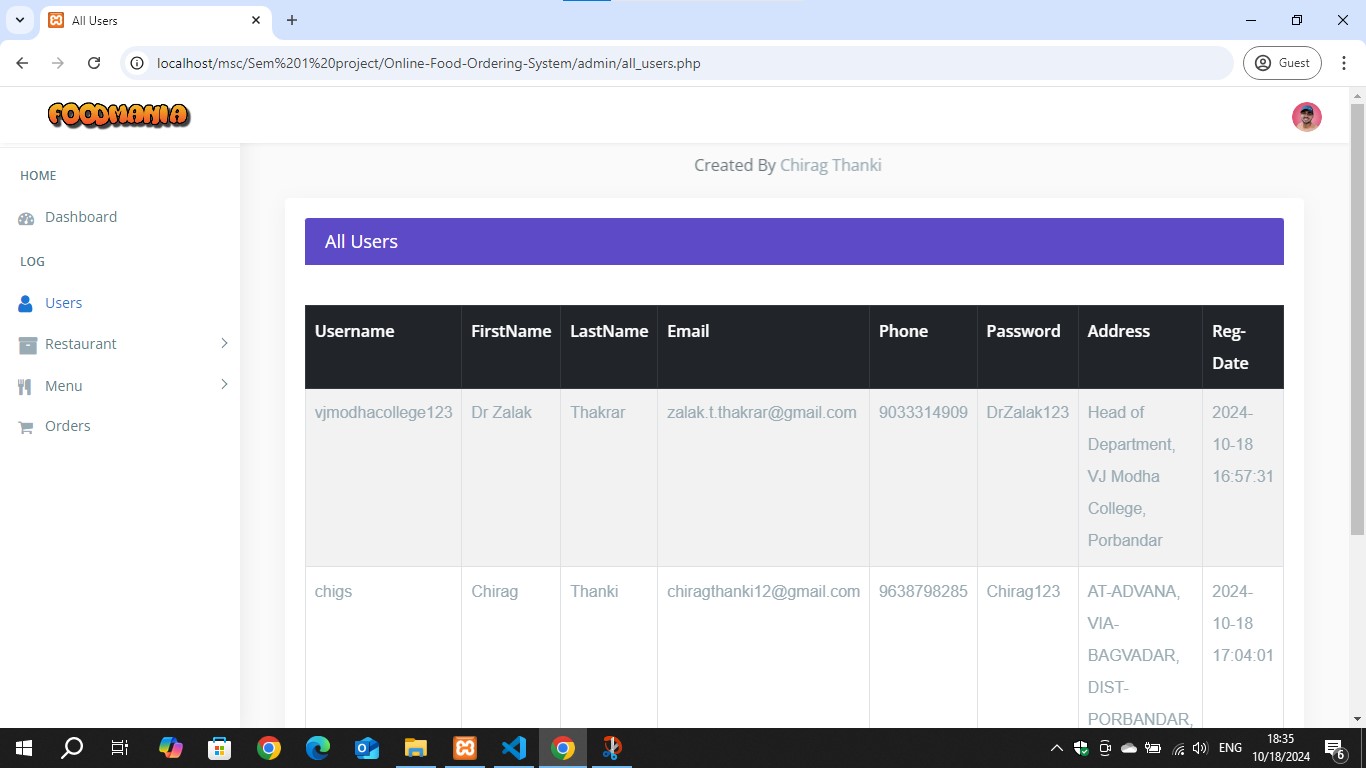 All Users
localhost/msc/Sem%201%20project/Online-Food-Ordering-System/admin/all_users.php
Guest
FOODMANIA
Created By Chirag Thanki
HOME
Dashboard
LOG
Users
Restaurant
Menu
Orders
All Users
Username FirstName LastName Email Phone Password Address Reg-
Date
vjmodhacollege123 Dr Zalak Thakrar zalak.t.thakrar@gmail.com 9033314909 DrZalak123 Head of 2024-
Department, 10-18
VJ Modha 16:57:31
College,
Porbandar
chigs Chirag Thanki chiragthanki12@gmail.com 9638798285 Chirag123 AT-ADVANA, 2024-
VIA- 10-18
BAGVADAR, 17:04:01
DIST-
PORBANDAR,
ENG
18:35
10/18/2024
6